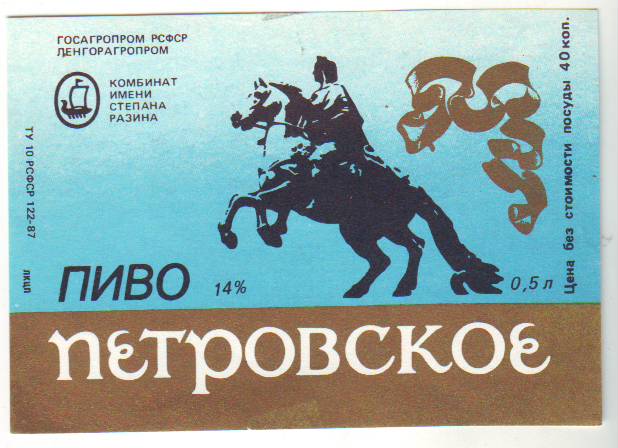 ГОСАГРОПРОМ РСФСР
ЛЕНГОРАГРОПРОМ
КОМБИНАТ
ИМЕНИ
СТЕПАНА
РАЗИНА
ТУ 10 РСФСР 122-87
ЛКЦП
Цена без стоимости посуды 40 коп.
ПИВО 14% 0,5 л
ПЕТРОВСКОЕ